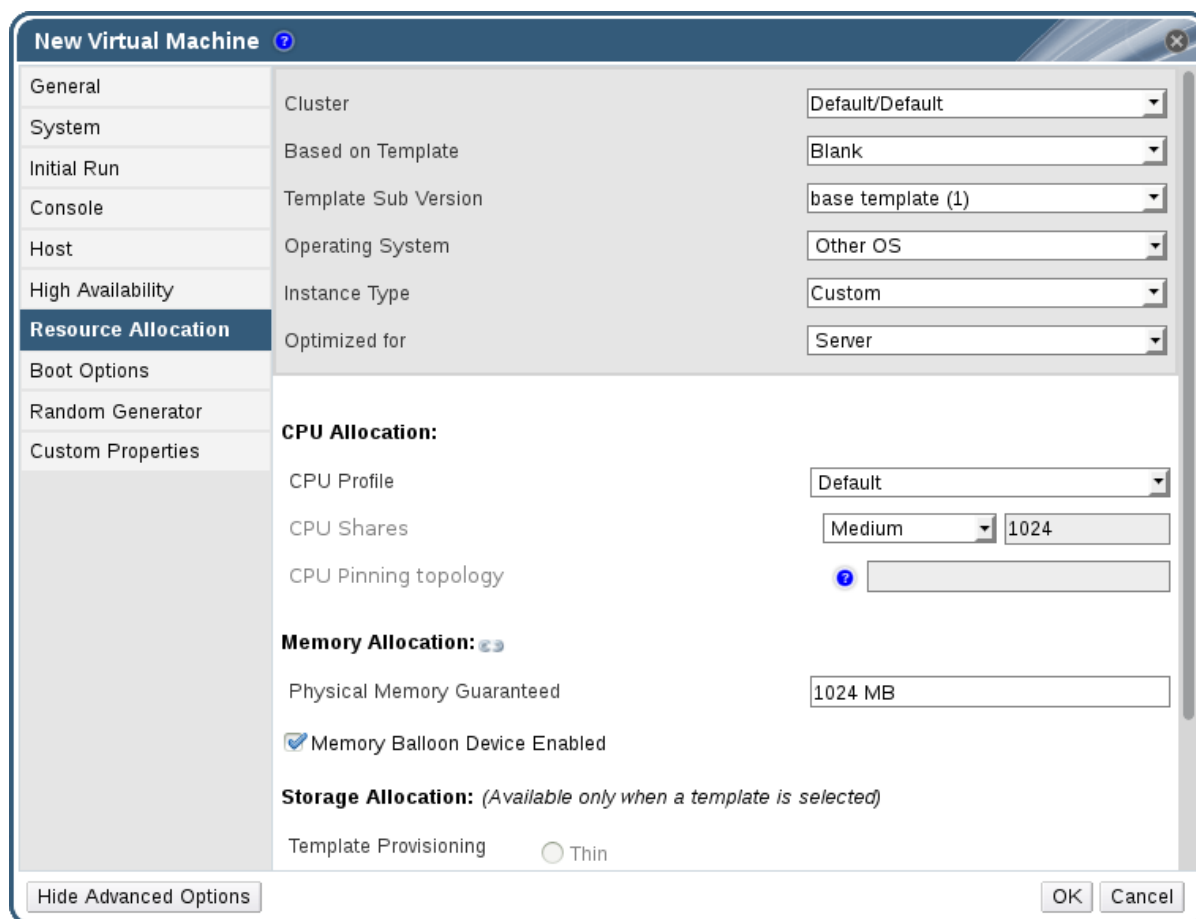 New Virtual Machine ?
General
System
Initial Run
Console
Host
High Availability
Resource Allocation
Boot Options
Random Generator
Custom Properties
Cluster Default/Default
Based on Template Blank
Template Sub Version base template (1)
Operating System Other OS
Instance Type Custom
Optimized for Server
CPU Allocation:
CPU Profile Default
CPU Shares Medium 1024
CPU Pinning topology ?
Memory Allocation:
Physical Memory Guaranteed 1024 MB
Memory Balloon Device Enabled
Storage Allocation: (Available only when a template is selected)
Template Provisioning Thin
Hide Advanced Options OK Cancel